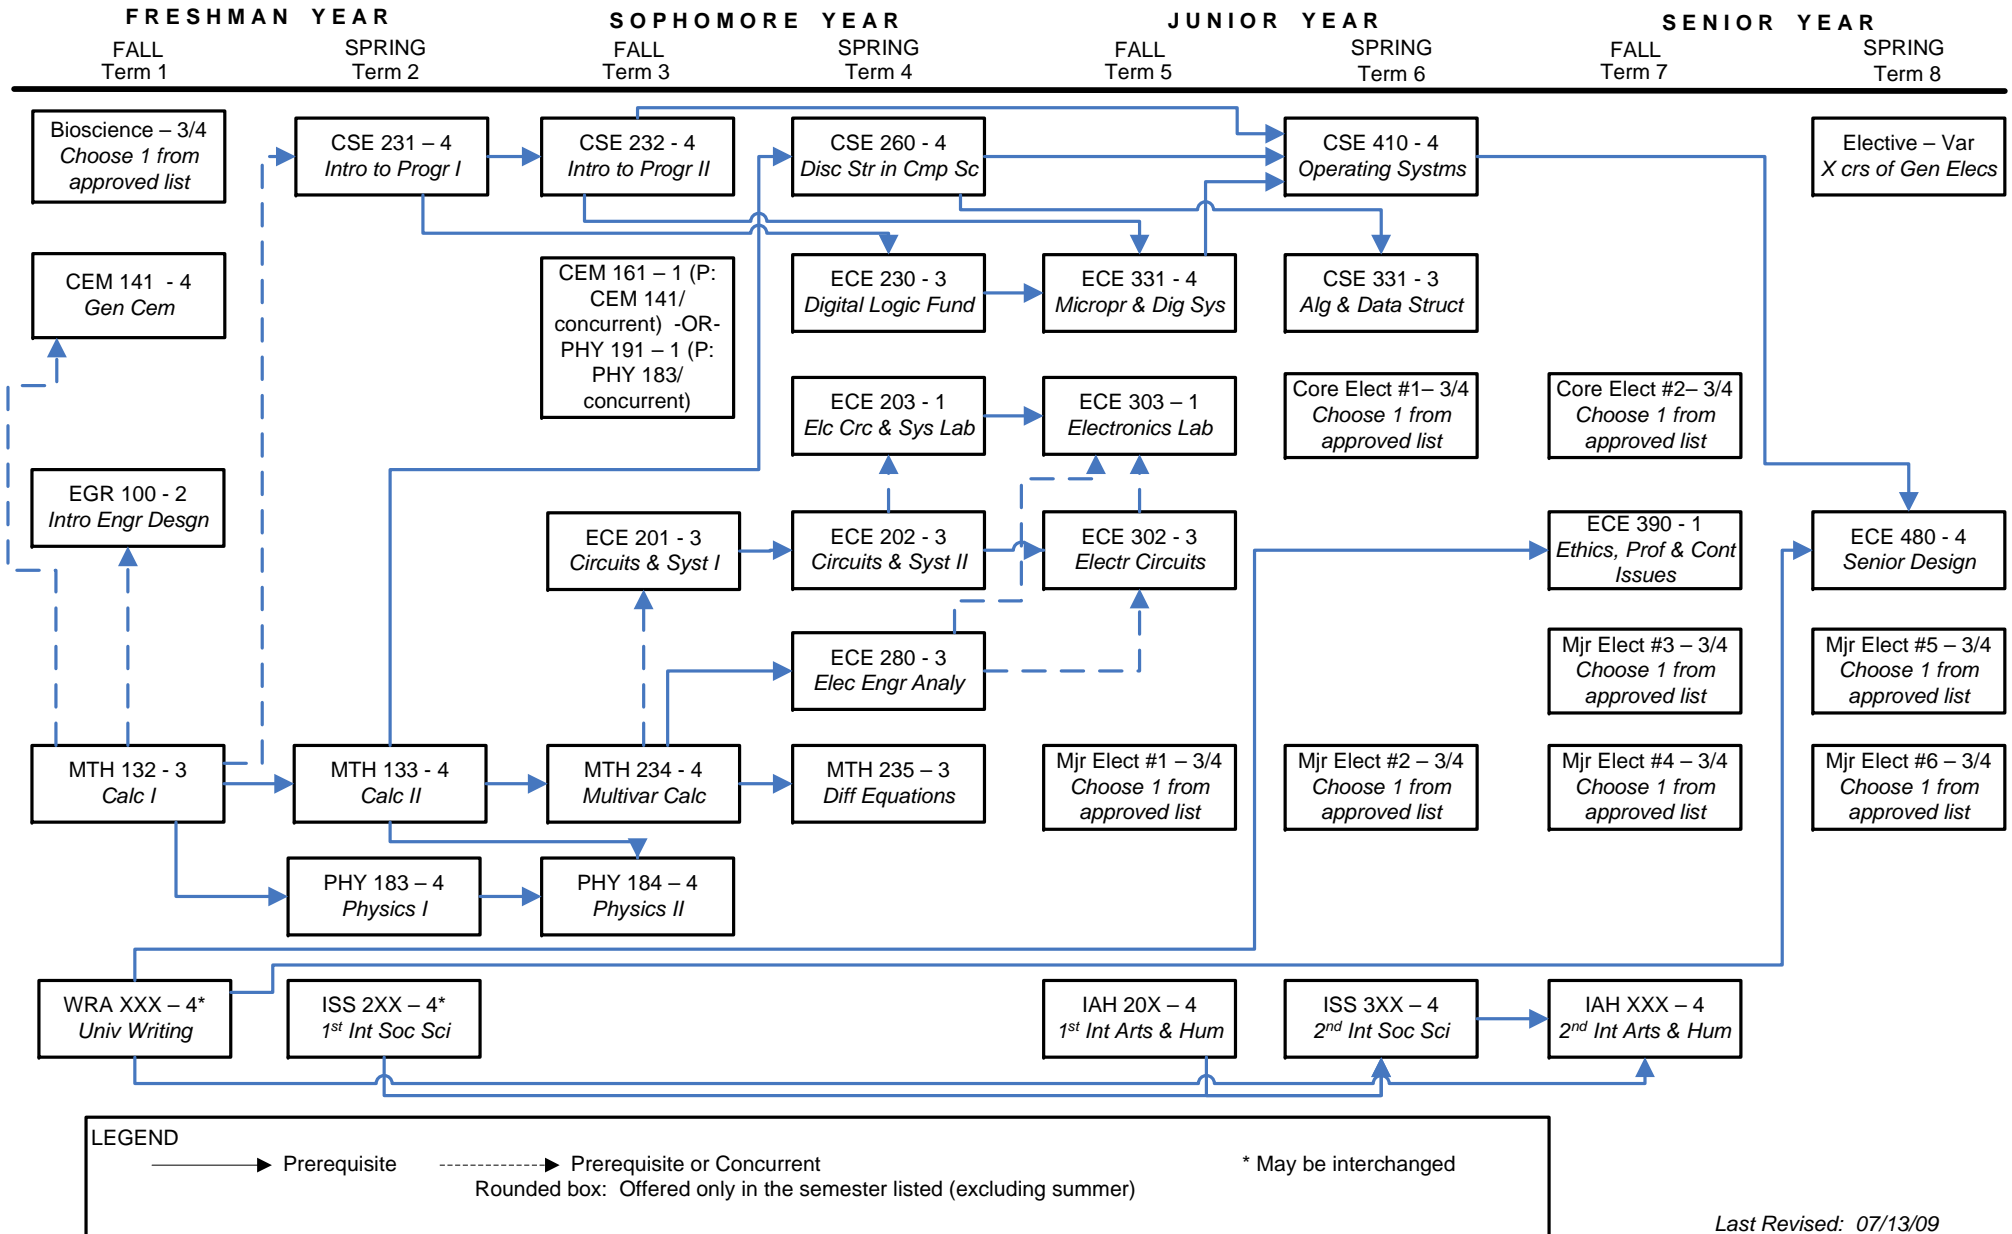 FRESHMAN YEAR
SOPHOMORE YEAR
JUNIOR YEAR
SENIOR YEAR
FALL
Term 1
SPRING
Term 2
FALL
Term 3
SPRING
Term 4
FALL
Term 5
SPRING
Term 6
FALL
Term 7
SPRING
Term 8
Bioscience – 3/4
Choose 1 from
approved list
CSE 231 – 4
Intro to Progr I
CSE 232 - 4
Intro to Progr II
CSE 260 - 4
Disc Str in Cmp Sc
CSE 410 - 4
Operating Systms
Elective – Var
X crs of Gen Elecs
CEM 141 - 4
Gen Cem
CEM 161 – 1 (P:
CEM 141/
concurrent) -OR-
PHY 191 – 1 (P:
PHY 183/
concurrent)
ECE 230 - 3
Digital Logic Fund
ECE 331 - 4
Micropr & Dig Sys
CSE 331 - 3
Alg & Data Struct
ECE 203 - 1
Elc Crc & Sys Lab
ECE 303 – 1
Electronics Lab
Core Elect #1– 3/4
Choose 1 from
approved list
Core Elect #2– 3/4
Choose 1 from
approved list
EGR 100 - 2
Intro Engr Desgn
ECE 201 - 3
Circuits & Syst I
ECE 202 - 3
Circuits & Syst II
ECE 302 - 3
Electr Circuits
ECE 390 - 1
Ethics, Prof & Cont
Issues
ECE 480 - 4
Senior Design
ECE 280 - 3
Elec Engr Analy
Mjr Elect #3 – 3/4
Choose 1 from
approved list
Mjr Elect #5 – 3/4
Choose 1 from
approved list
MTH 132 - 3
Calc I
MTH 133 - 4
Calc II
MTH 234 - 4
Multivar Calc
MTH 235 – 3
Diff Equations
Mjr Elect #1 – 3/4
Choose 1 from
approved list
Mjr Elect #2 – 3/4
Choose 1 from
approved list
Mjr Elect #4 – 3/4
Choose 1 from
approved list
Mjr Elect #6 – 3/4
Choose 1 from
approved list
PHY 183 – 4
Physics I
PHY 184 – 4
Physics II
WRA XXX – 4*
Univ Writing
ISS 2XX – 4*
1st Int Soc Sci
IAH 20X – 4
1st Int Arts & Hum
ISS 3XX – 4
2nd Int Soc Sci
IAH XXX – 4
2nd Int Arts & Hum
LEGEND
Prerequisite
Prerequisite or Concurrent
* May be interchanged
Rounded box: Offered only in the semester listed (excluding summer)
Last Revised: 07/13/09